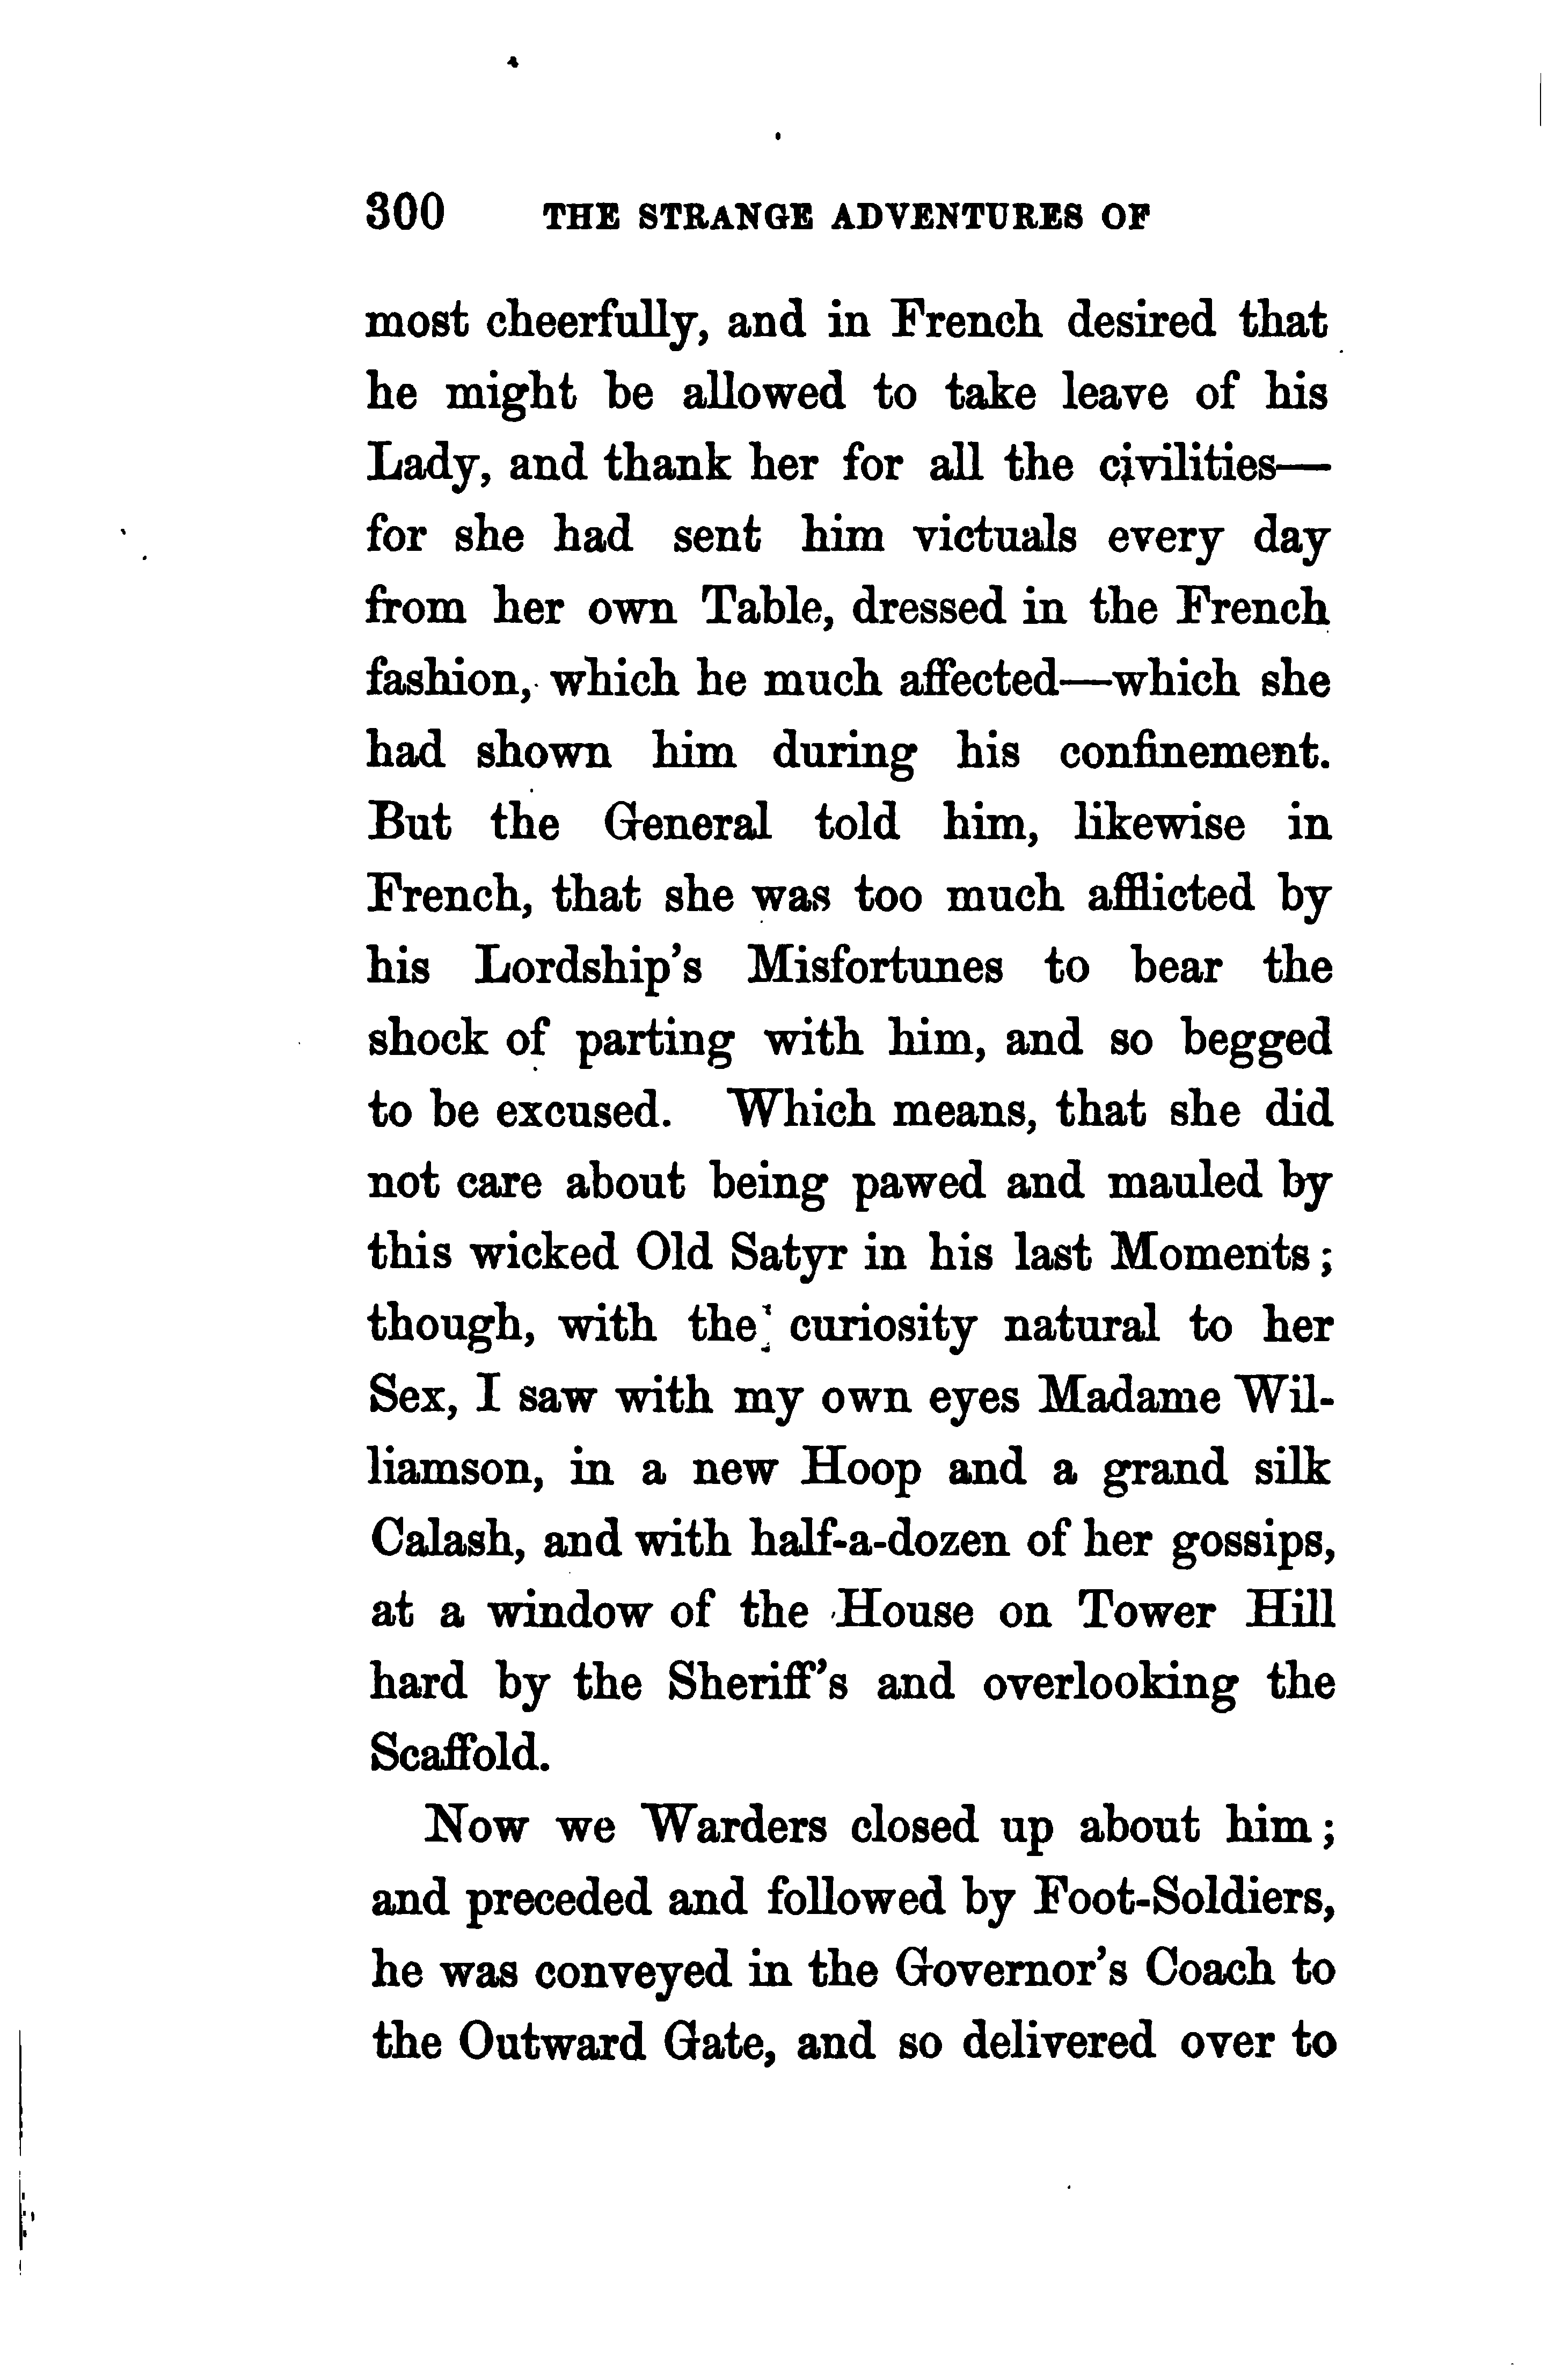 300 THE STRANGE ADVENTURES OF
most cheerfully, and in French desired that
he might be allowed to take leave of his
Lady, and thank her for all the civilities—
for she had sent him victuals every day
from her own Table, dressed in the French
fashion, which he much affected—which she
had shown him during his confinement.
But the General told him, likewise in
French, that she was too much afflicted by
his Lordship's Misfortunes to bear the
shock of parting with him, and so begged
to be excused. Which means, that she did
not care about being pawed and mauled by
this wicked Old Satyr in his last Moments;
though, with the curiosity natural to her
Sex, I saw with my own eyes Madame Wil-
liamson, in a new Hoop and a grand silk
Calash, and with half-a-dozen of her gossips,
at a window of the House on Tower Hill
hard by the Sheriff's and overlooking the
Scaffold.
Now we Warders closed up about him;
and preceded and followed by Foot-Soldiers,
he was conveyed in the Governor's Coach to
the Outward Gate, and so delivered over to